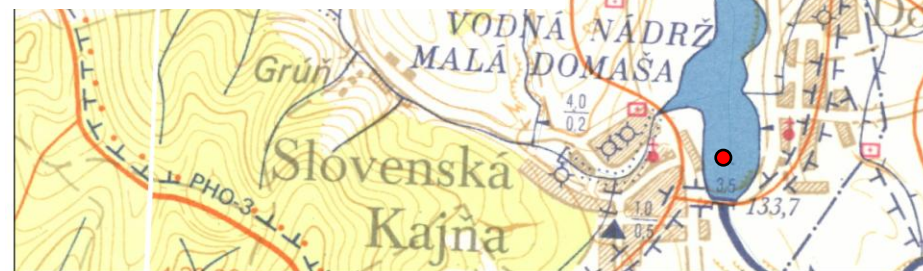 VODNÁ NÁDRŽ
MALÁ DOMAŠA
Grúň
4,0
0,2
Slovenská
Kajňa
PHO-3
1,0
0,5
3,5
133,7